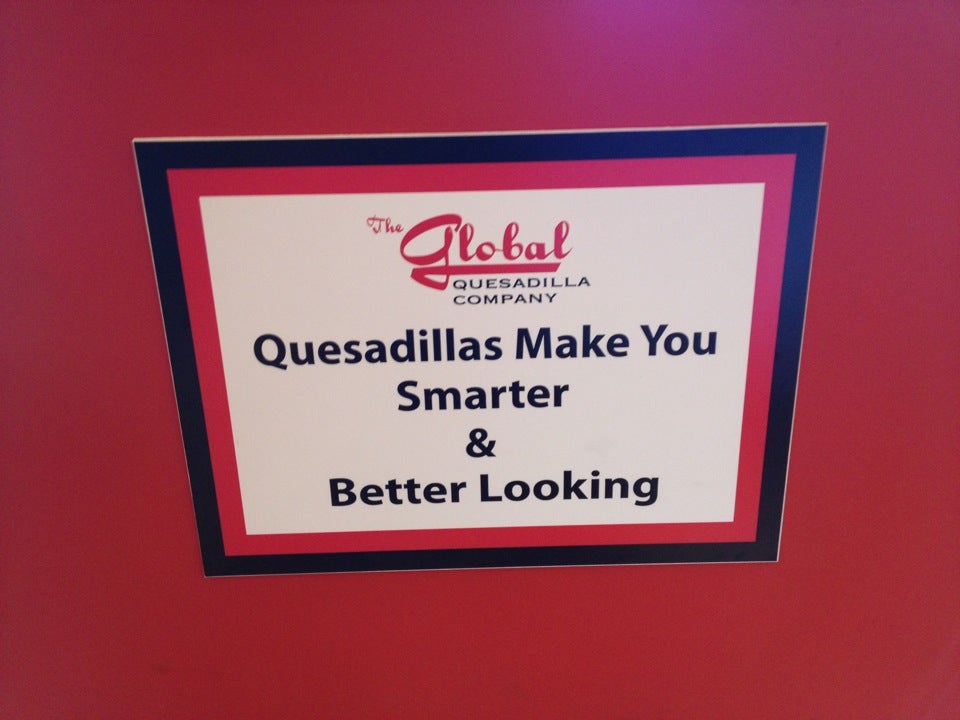 The Global
QUESADILLA
COMPANY
Quesadillas Make You
Smarter
&
Better Looking